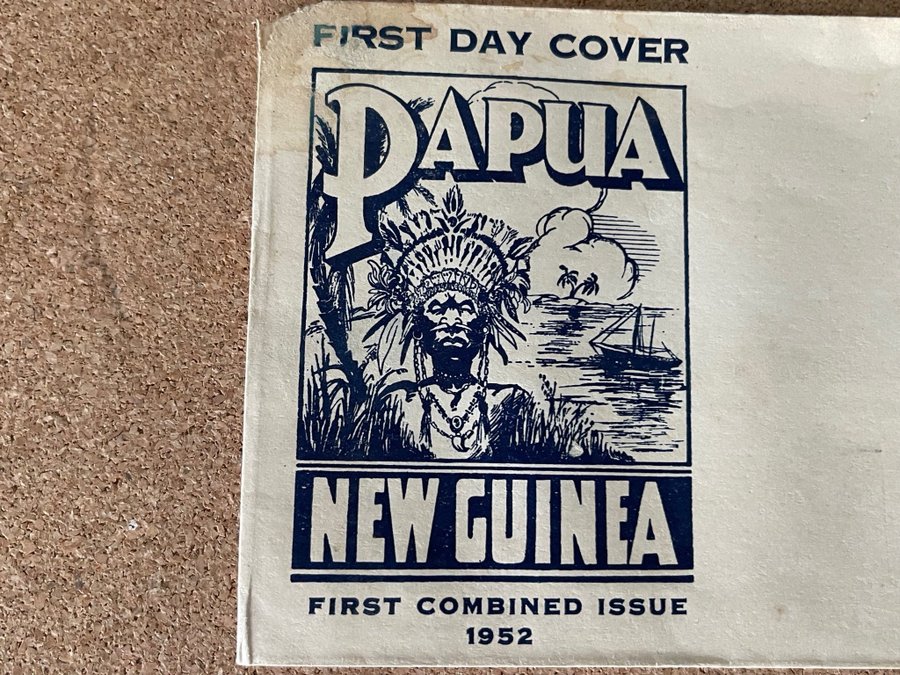 FIRST DAY COVER
PAPUA
NEW GUINEA
FIRST COMBINED ISSUE
1952